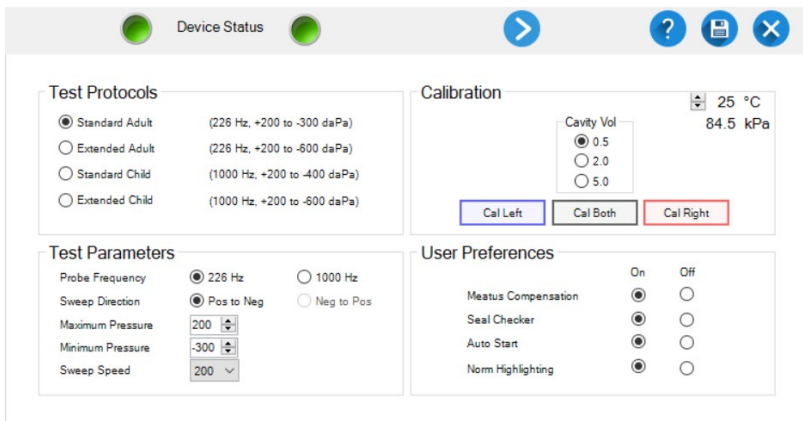 Device Status
?
Test Protocols
Standard Adult (226 Hz, +200 to -300 daPa)
Extended Adult (226 Hz, +200 to -600 daPa)
Standard Child (1000 Hz, +200 to -400 daPa)
Extended Child (1000 Hz, +200 to -600 daPa)
Calibration
25 °C
84.5 kPa
Cavity Vol
0.5
2.0
5.0
Cal Left Cal Both Cal Right
Test Parameters
Probe Frequency 226 Hz 1000 Hz
Sweep Direction Pos to Neg Neg to Pos
Maximum Pressure 200
Minimum Pressure -300
Sweep Speed 200
User Preferences
On Off
Meatus Compensation
Seal Checker
Auto Start
Norm Highlighting